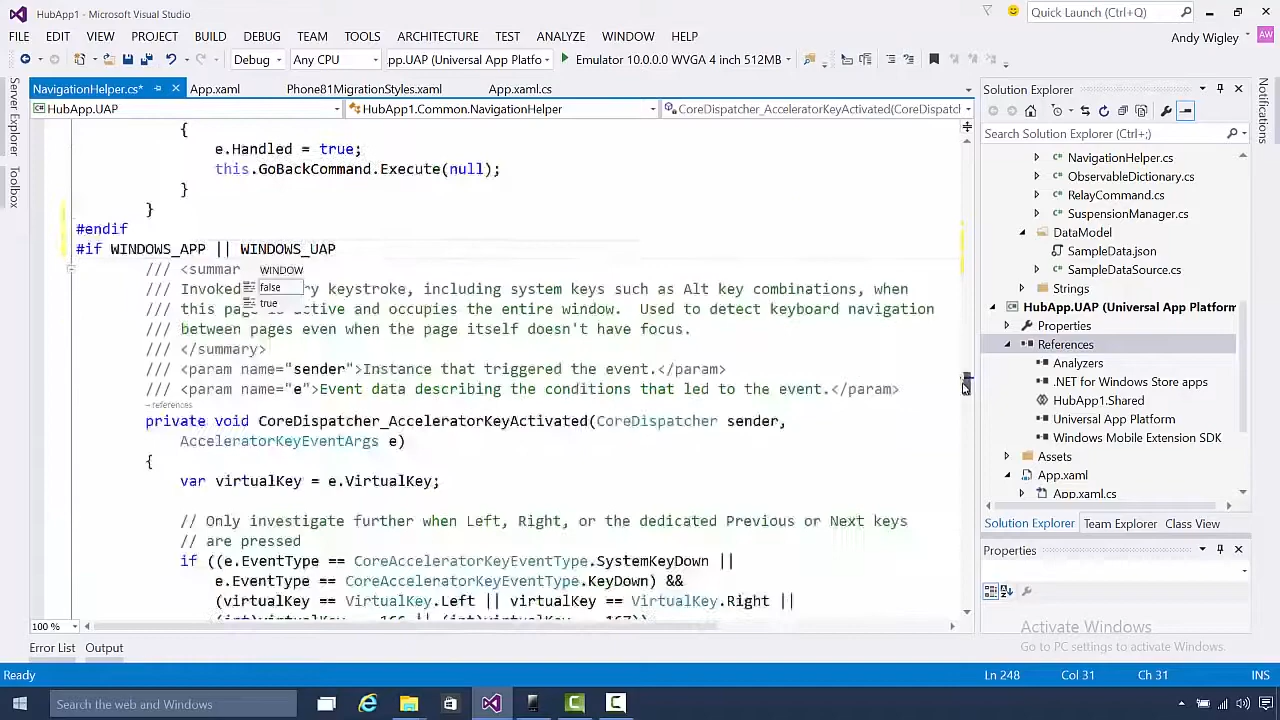 HubApp1 - Microsoft Visual Studio
Quick Launch (Ctrl+Q)
FILE EDIT VIEW PROJECT BUILD DEBUG TEAM TOOLS ARCHITECTURE TEST ANALYZE WINDOW HELP
Andy Wigley AW
Debug Any CPU pp.UAP (Universal App Platfo Emulator 10.0.0.0 WVGA 4 inch 512MB
NavigationHelper.cs* App.xaml Phone81MigrationStyles.xaml App.xaml.cs
HubApp.UAP HubApp1.Common.NavigationHelper CoreDispatcher_AcceleratorKeyActivated(CoreDispatch
Server Explorer
Toolbox
{
e.Handled = true;
this.GoBackCommand.Execute(null);
}
}
#endif
#if WINDOWS_APP || WINDOWS_UAP
/// <summar
WINDOW
false
true
/// Invoked ry keystroke, including system keys such as Alt key combinations, when
/// this page is active and occupies the entire window.  Used to detect keyboard navigation
/// between pages even when the page itself doesn't have focus.
/// </summary>
/// <param name="sender">Instance that triggered the event.</param>
/// <param name="e">Event data describing the conditions that led to the event.</param>
– references
private void CoreDispatcher_AcceleratorKeyActivated(CoreDispatcher sender,
AcceleratorKeyEventArgs e)
{
var virtualKey = e.VirtualKey;
// Only investigate further when Left, Right, or the dedicated Previous or Next keys
// are pressed
if ((e.EventType == CoreAcceleratorKeyEventType.SystemKeyDown ||
e.EventType == CoreAcceleratorKeyEventType.KeyDown) &&
(virtualKey == VirtualKey.Left || virtualKey == VirtualKey.Right ||
100 %
Solution Explorer
Search Solution Explorer (Ctrl+;)
NavigationHelper.cs
ObservableDictionary.cs
RelayCommand.cs
SuspensionManager.cs
DataModel
SampleData.json
SampleDataSource.cs
Strings
HubApp.UAP (Universal App Platform
Properties
References
Analyzers
.NET for Windows Store apps
HubApp1.Shared
Universal App Platform
Windows Mobile Extension SDK
Assets
App.xaml
App.xaml.cs
Solution Explorer Team Explorer Class View
Properties
Notifications
Activate Windows
Go to PC settings to activate Windows.
Error List Output
Ready Ln 248 Col 31 Ch 31 INS
Search the web and Windows